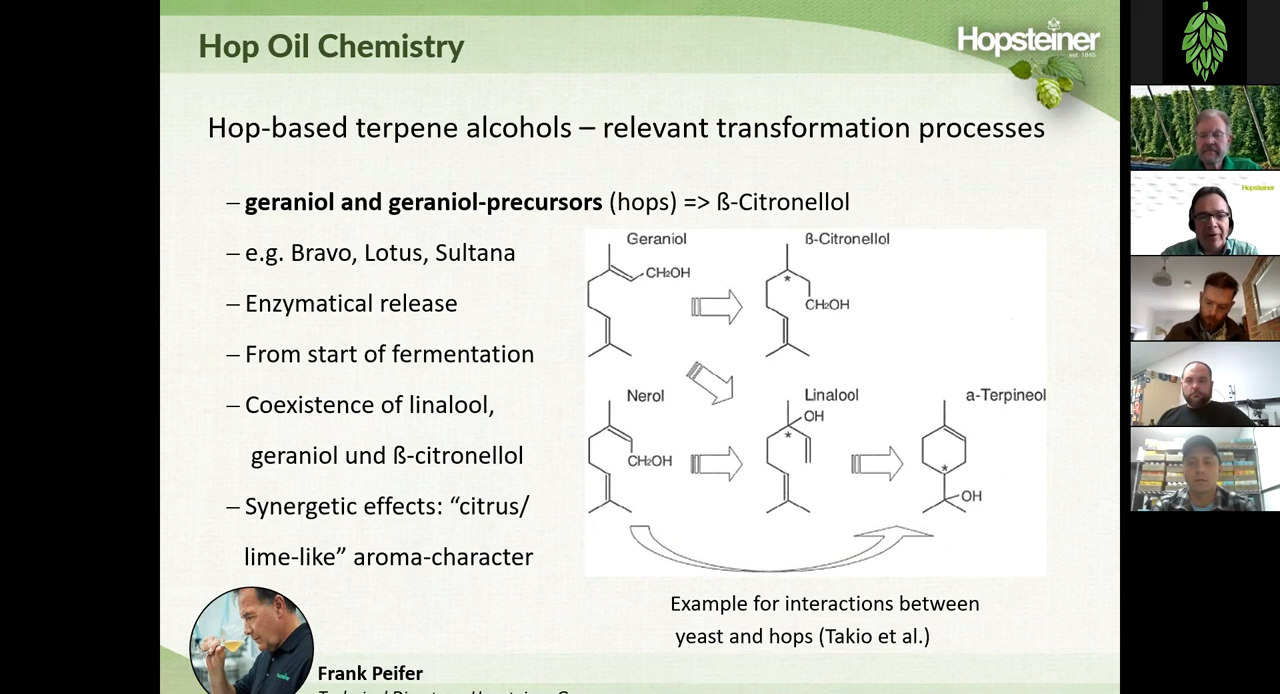 Hop Oil Chemistry
Hopsteiner
est. 1845
Hop-based terpene alcohols – relevant transformation processes
– geraniol and geraniol-precursors (hops) => ß-Citronellol
– e.g. Bravo, Lotus, Sultana
– Enzymatical release
– From start of fermentation
– Coexistence of linalool,
geraniol und ß-citronellol
– Synergetic effects: “citrus/
lime-like” aroma-character
Geraniol
CH₂OH
ß-Citronellol
*
CH₂OH
Nerol
CH₂OH
Linalool
OH
*
a-Terpineol
*
OH
Example for interactions between
yeast and hops (Takio et al.)
Frank Peifer
Hopsteiner